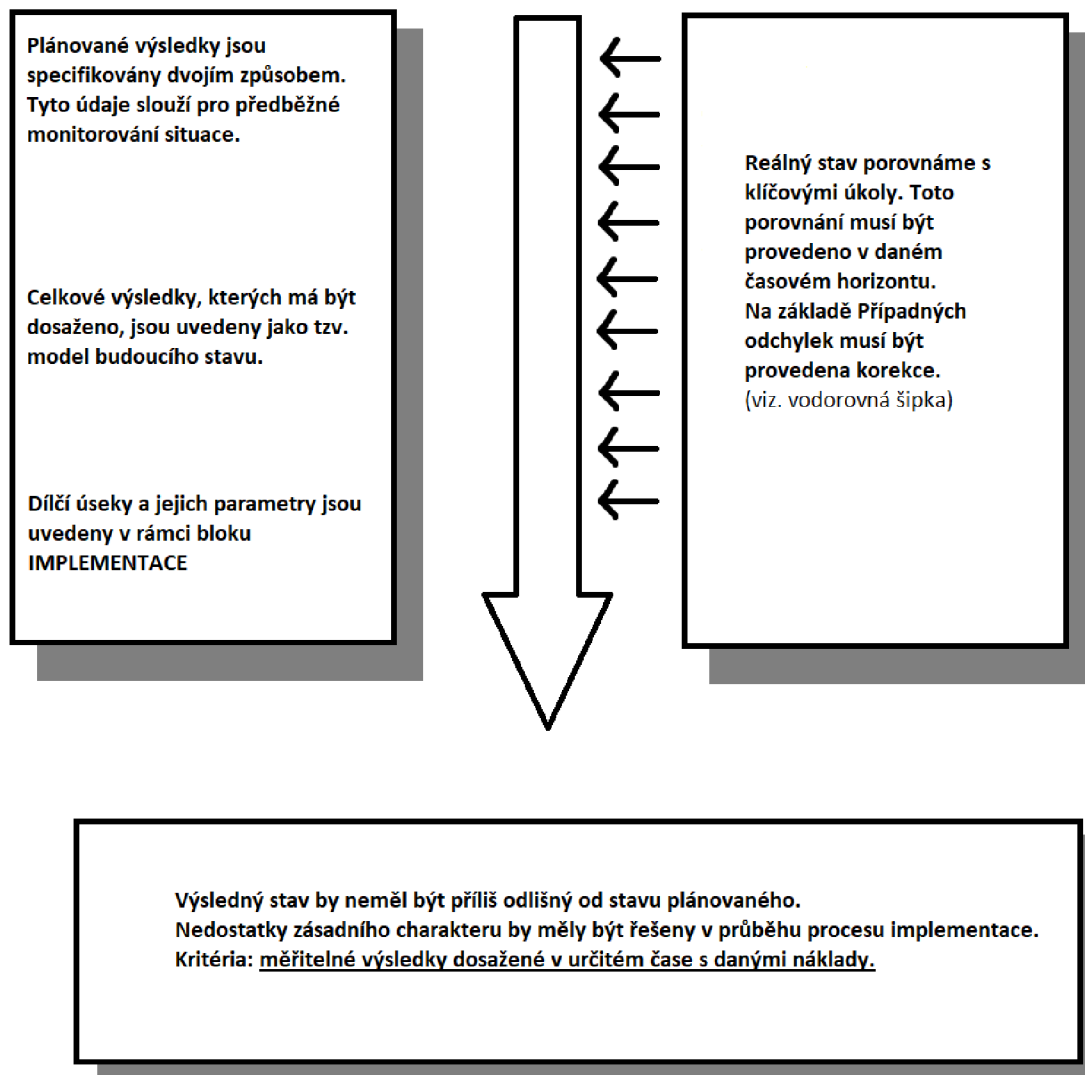 Plánované výsledky jsou
specifikovány dvojím způsobem.
Tyto údaje slouží pro předběžné
monitorování situace.
Celkové výsledky, kterých má být
dosaženo, jsou uvedeny jako tzv.
model budoucího stavu.
Dílčí úseky a jejich parametry jsou
uvedeny v rámci bloku
IMPLEMENTACE
Reálný stav porovnáme s
klíčovými úkoly. Toto
porovnání musí být
provedeno v daném
časovém horizontu.
Na základě Případných
odchylek musí být
provedena korekce.
(viz. vodorovná šipka)
Výsledný stav by neměl být příliš odlišný od stavu plánovaného.
Nedostatky zásadního charakteru by měly být řešeny v průběhu procesu implementace.
Kritéria: měřitelné výsledky dosažené v určitém čase s danými náklady.